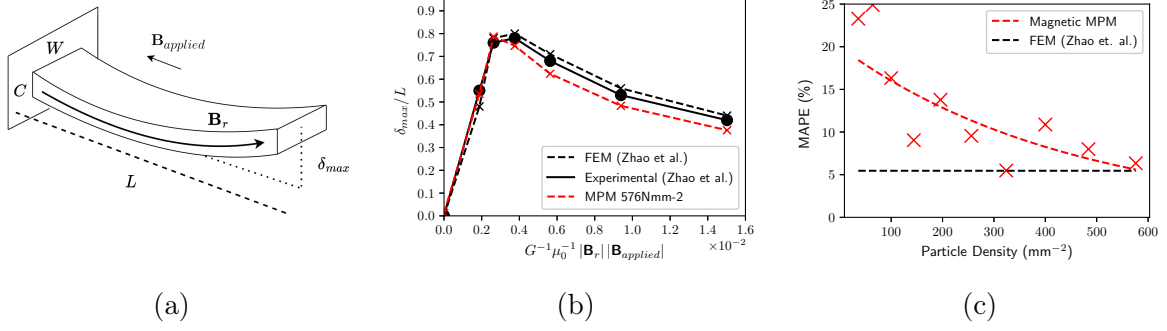 W
B_applied
C
B_r
δ_max
L
(a)
δ_max/L
0.9
0.8
0.7
0.6
0.5
0.4
0.3
0.2
0.1
0.0
FEM (Zhao et al.)
Experimental (Zhao et al.)
MPM 576Nmm-2
0.0 0.2 0.4 0.6 0.8 1.0 1.2 1.4 1.6
×10⁻²
G⁻¹μ₀⁻¹ |B_r| |B_applied|
(b)
MAPE (%)
25
20
15
10
5
0
Magnetic MPM
FEM (Zhao et. al.)
100 200 300 400 500 600
Particle Density (mm⁻²)
(c)